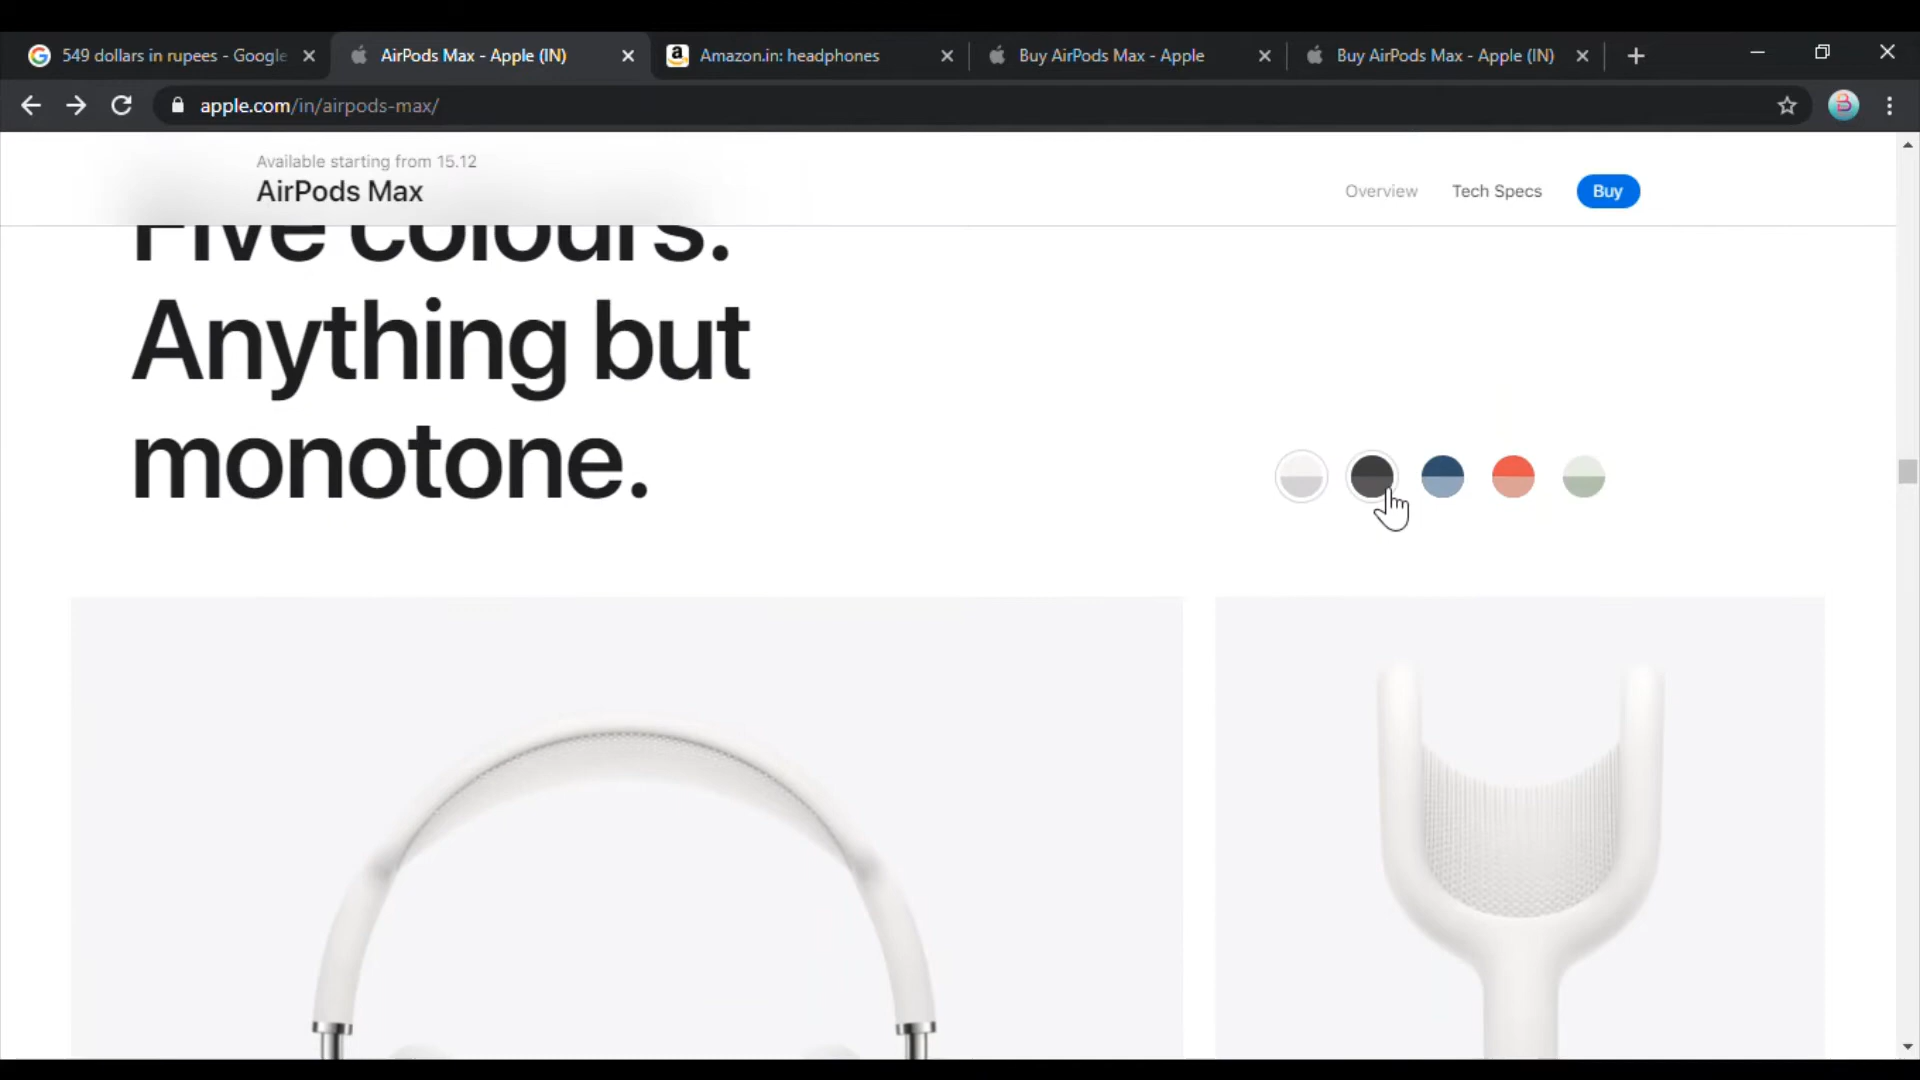 549 dollars in rupees - Google
AirPods Max - Apple (IN)
Amazon.in: headphones
Buy AirPods Max - Apple
Buy AirPods Max - Apple (IN)
apple.com/in/airpods-max/
Available starting from 15.12
AirPods Max
Overview
Tech Specs
Buy
Five colours.
Anything but
monotone.